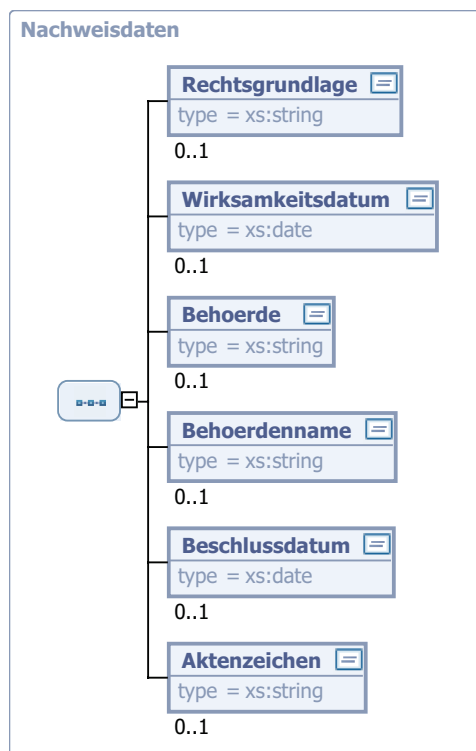 Nachweisdaten
Rechtsgrundlage
type = xs:string
0..1
Wirksamkeitsdatum
type = xs:date
0..1
Behoerde
type = xs:string
0..1
Behoerdenname
type = xs:string
0..1
Beschlussdatum
type = xs:date
0..1
Aktenzeichen
type = xs:string
0..1